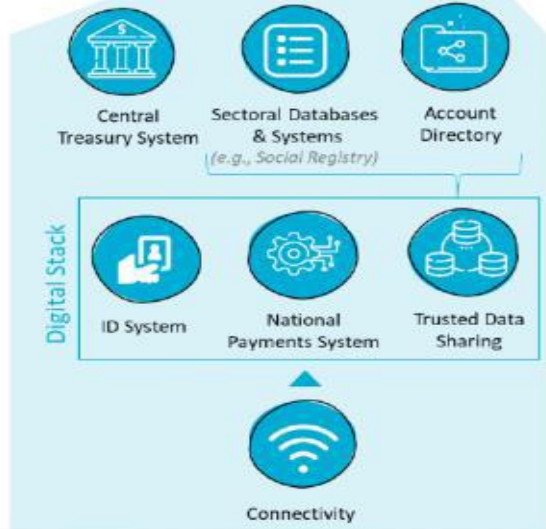 $
Central
Treasury System
Sectoral Databases
& Systems
(e.g., Social Registry)
Account
Directory
Digital Stack
ID System
National
Payments System
Trusted Data
Sharing
Connectivity